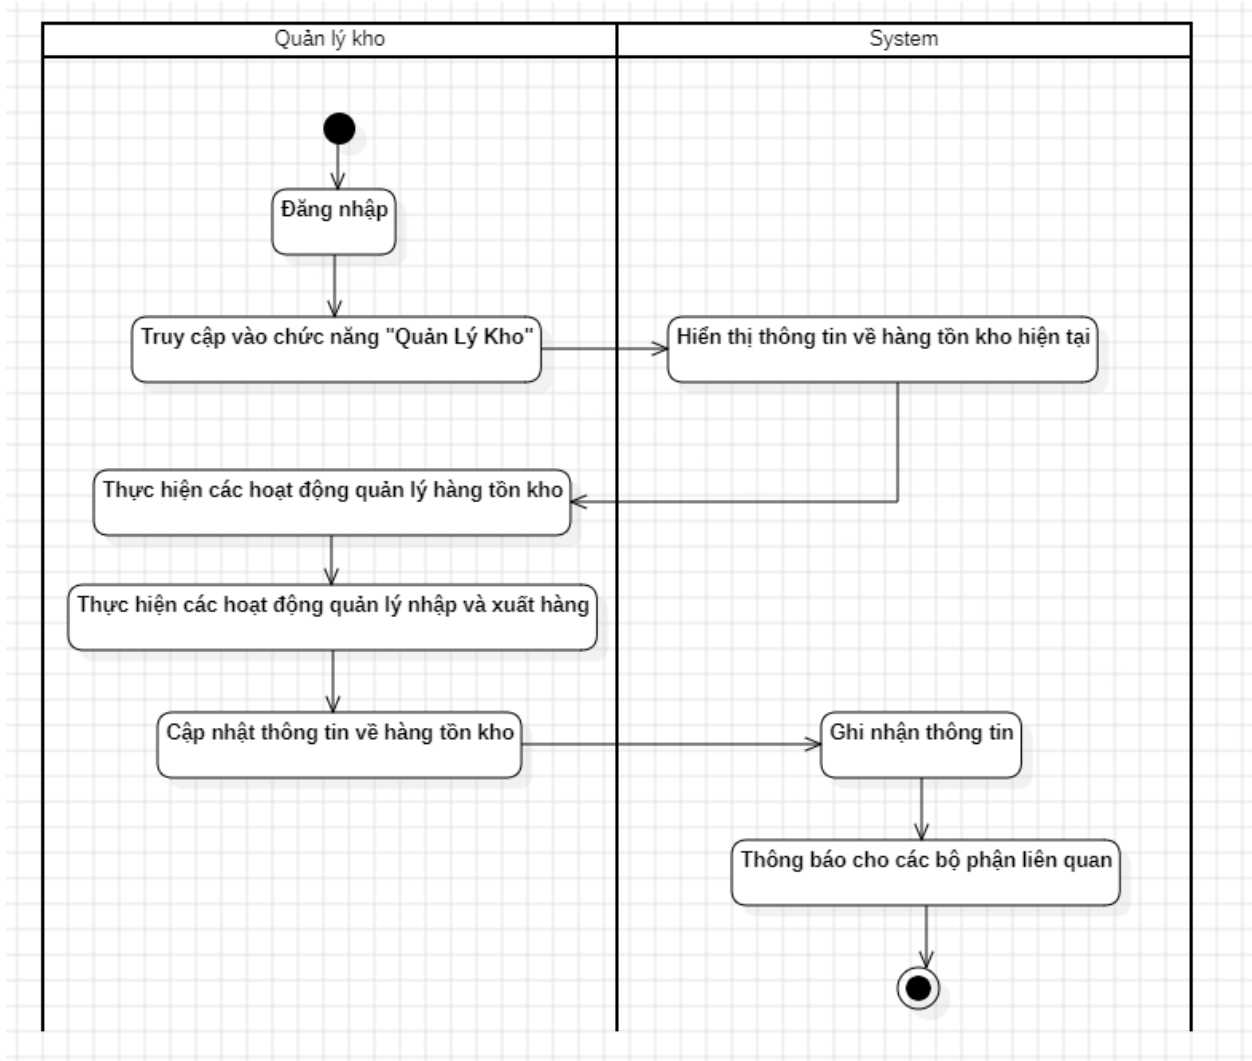 Quản lý kho
System
Đăng nhập
Truy cập vào chức năng "Quản Lý Kho"
Hiển thị thông tin về hàng tồn kho hiện tại
Thực hiện các hoạt động quản lý hàng tồn kho
Thực hiện các hoạt động quản lý nhập và xuất hàng
Cập nhật thông tin về hàng tồn kho
Ghi nhận thông tin
Thông báo cho các bộ phận liên quan